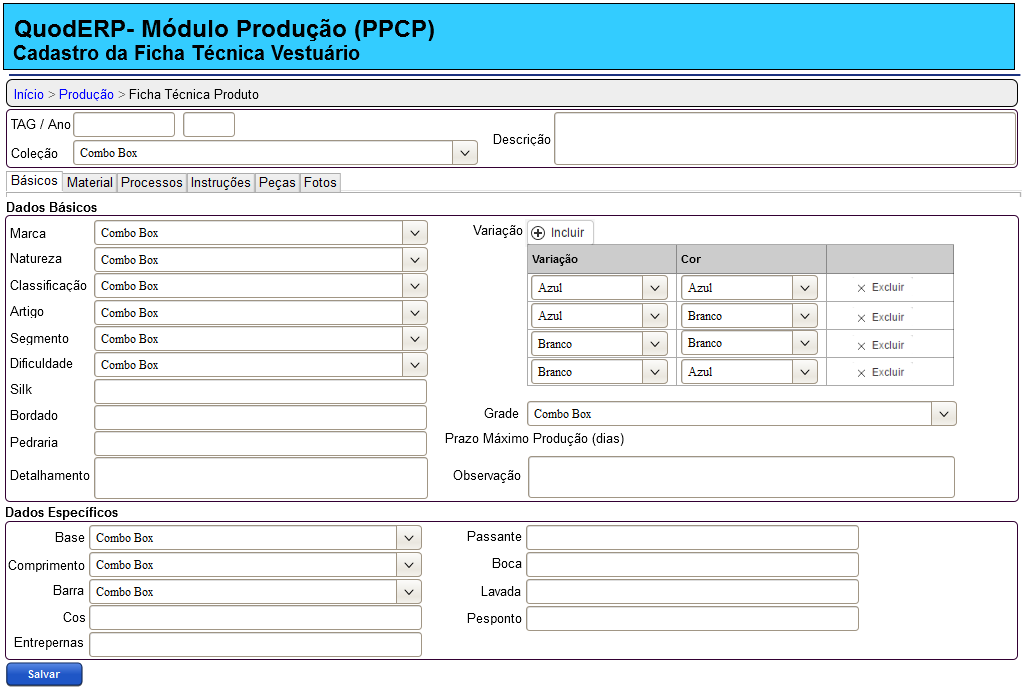 QuodERP- Módulo Produção (PPCP)
Cadastro da Ficha Técnica Vestuário
Início > Produção > Ficha Técnica Produto
TAG / Ano
Coleção Combo Box
Descrição
Básicos Material Processos Instruções Peças Fotos
Dados Básicos
Marca Combo Box
Natureza Combo Box
Classificação Combo Box
Artigo Combo Box
Segmento Combo Box
Dificuldade Combo Box
Silk
Bordado
Pedraria
Detalhamento
Variação Incluir
Variação Cor
Azul Azul Excluir
Azul Branco Excluir
Branco Branco Excluir
Branco Azul Excluir
Grade Combo Box
Prazo Máximo Produção (dias)
Observação
Dados Específicos
Base Combo Box
Comprimento Combo Box
Barra Combo Box
Cos
Entrepernas
Passante
Boca
Lavada
Pesponto
Salvar